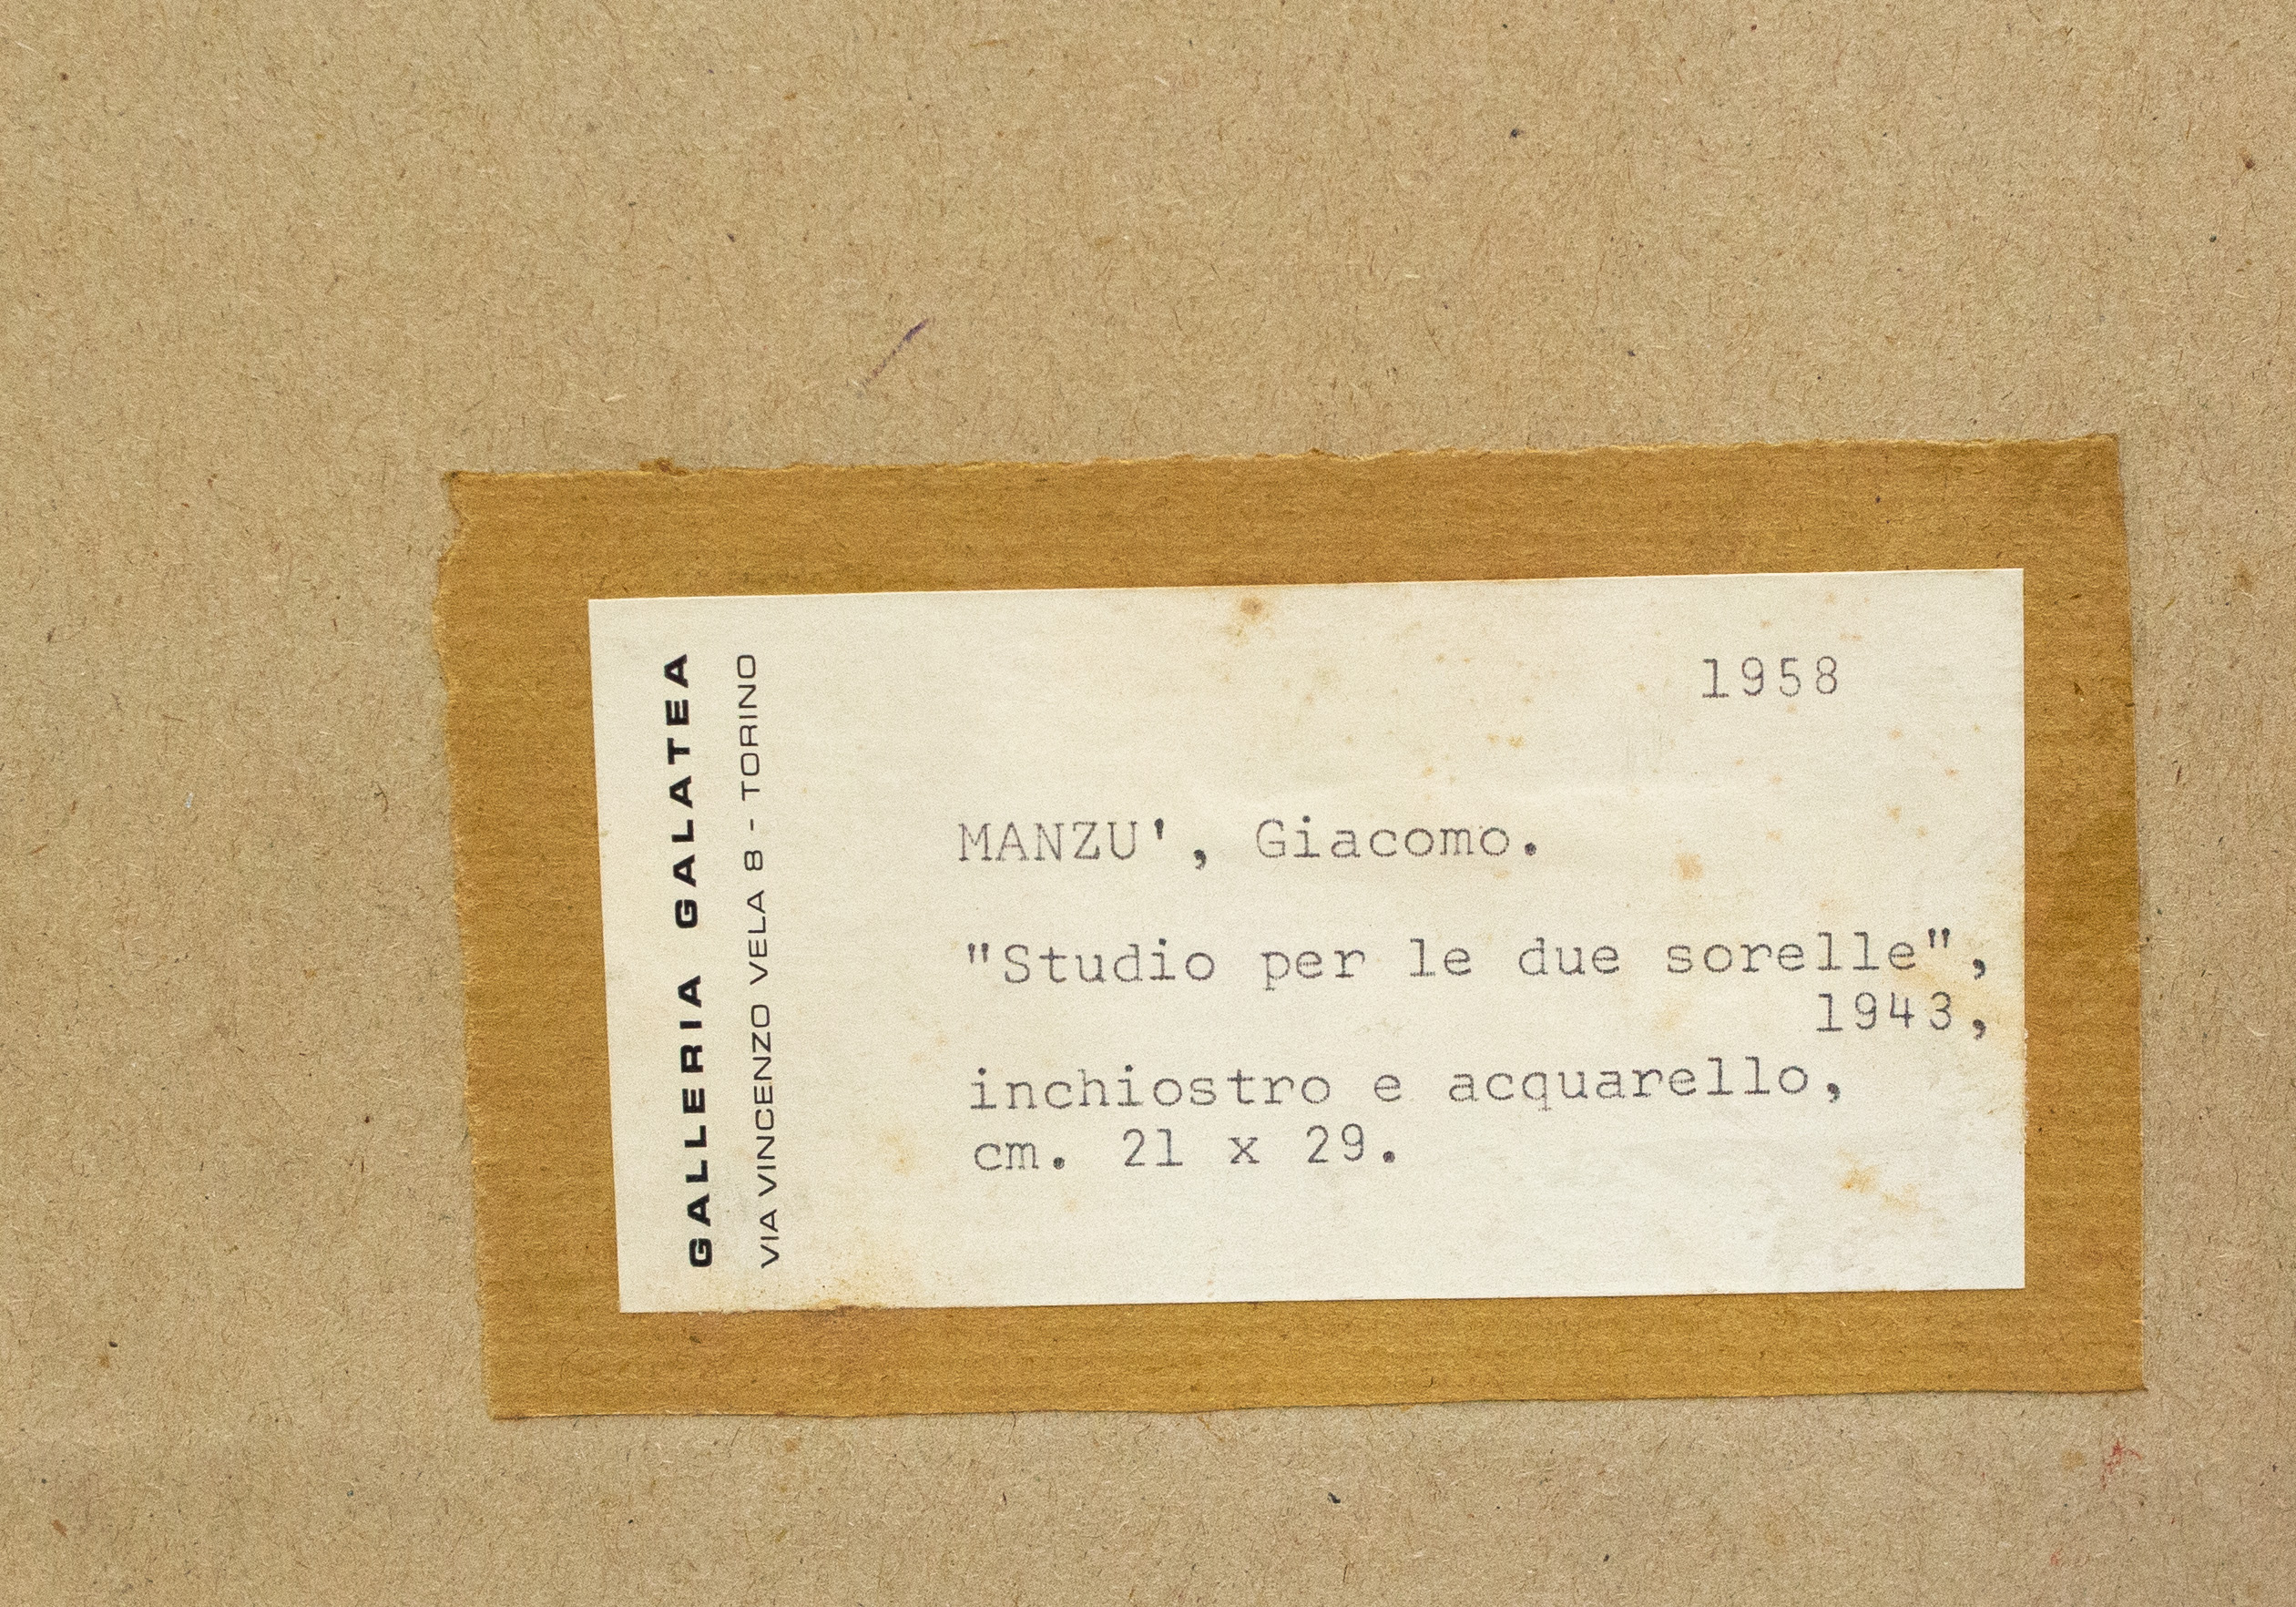 GALLERIA GALATEA
VIA VINCENZO VELA 8 - TORINO
1958
MANZU', Giacomo.
"Studio per le due sorelle",
1943,
inchiostro e acquarello,
cm. 21 x 29.